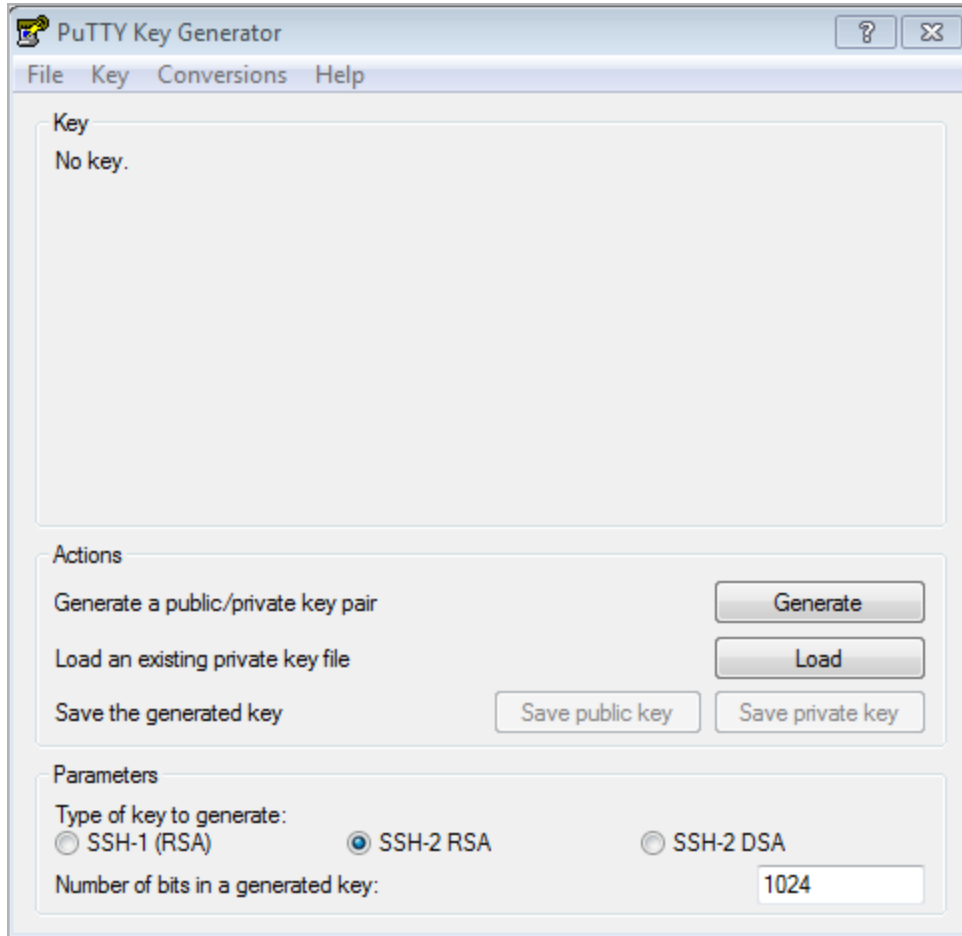 PuTTY Key Generator
File Key Conversions Help
Key
No key.
Actions
Generate a public/private key pair Generate
Load an existing private key file Load
Save the generated key Save public key Save private key
Parameters
Type of key to generate:
SSH-1 (RSA) SSH-2 RSA SSH-2 DSA
Number of bits in a generated key: 1024